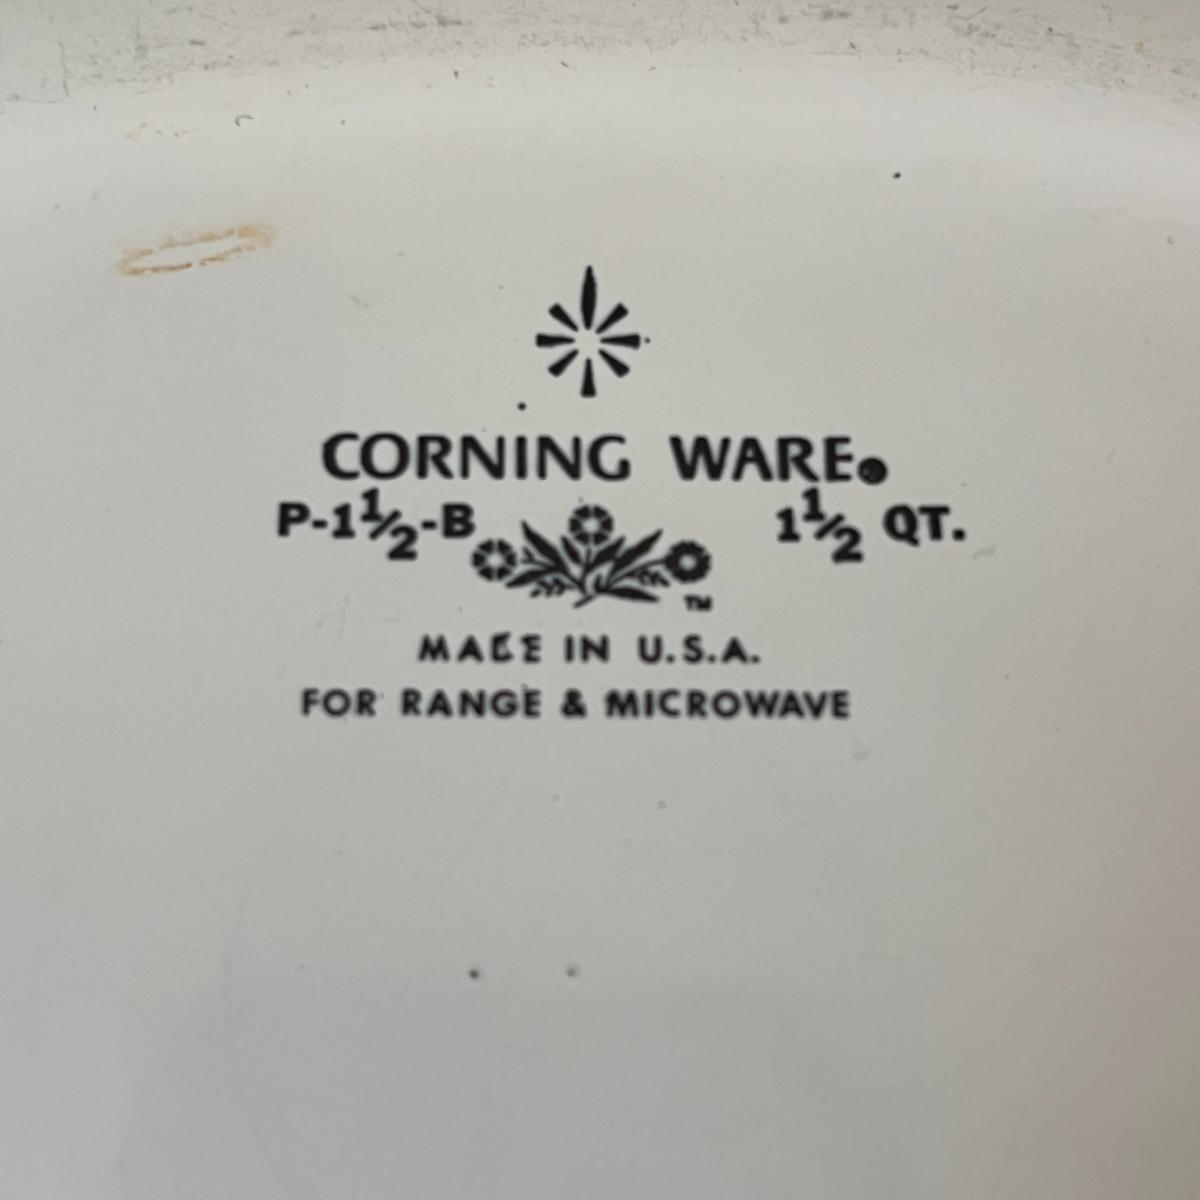 CORNING WARE®
P-1½-B 1½ QT.
TM
MADE IN U.S.A.
FOR RANGE & MICROWAVE